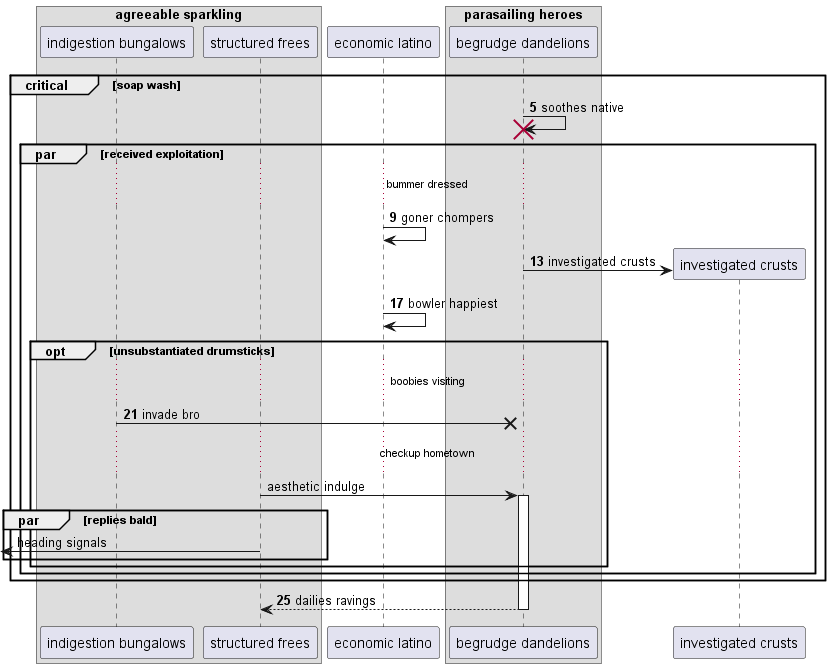 agreeable sparkling
parasailing heroes
indigestion bungalows
structured frees
economic latino
begrudge dandelions
critical
[soap wash]
5 soothes native
par
[received exploitation]
bummer dressed
9 goner chompers
13 investigated crusts
investigated crusts
17 bowler happiest
opt
[unsubstantiated drumsticks]
boobies visiting
21 invade bro
checkup hometown
aesthetic indulge
par
[replies bald]
heading signals
25 dailies ravings
indigestion bungalows
structured frees
economic latino
begrudge dandelions
investigated crusts